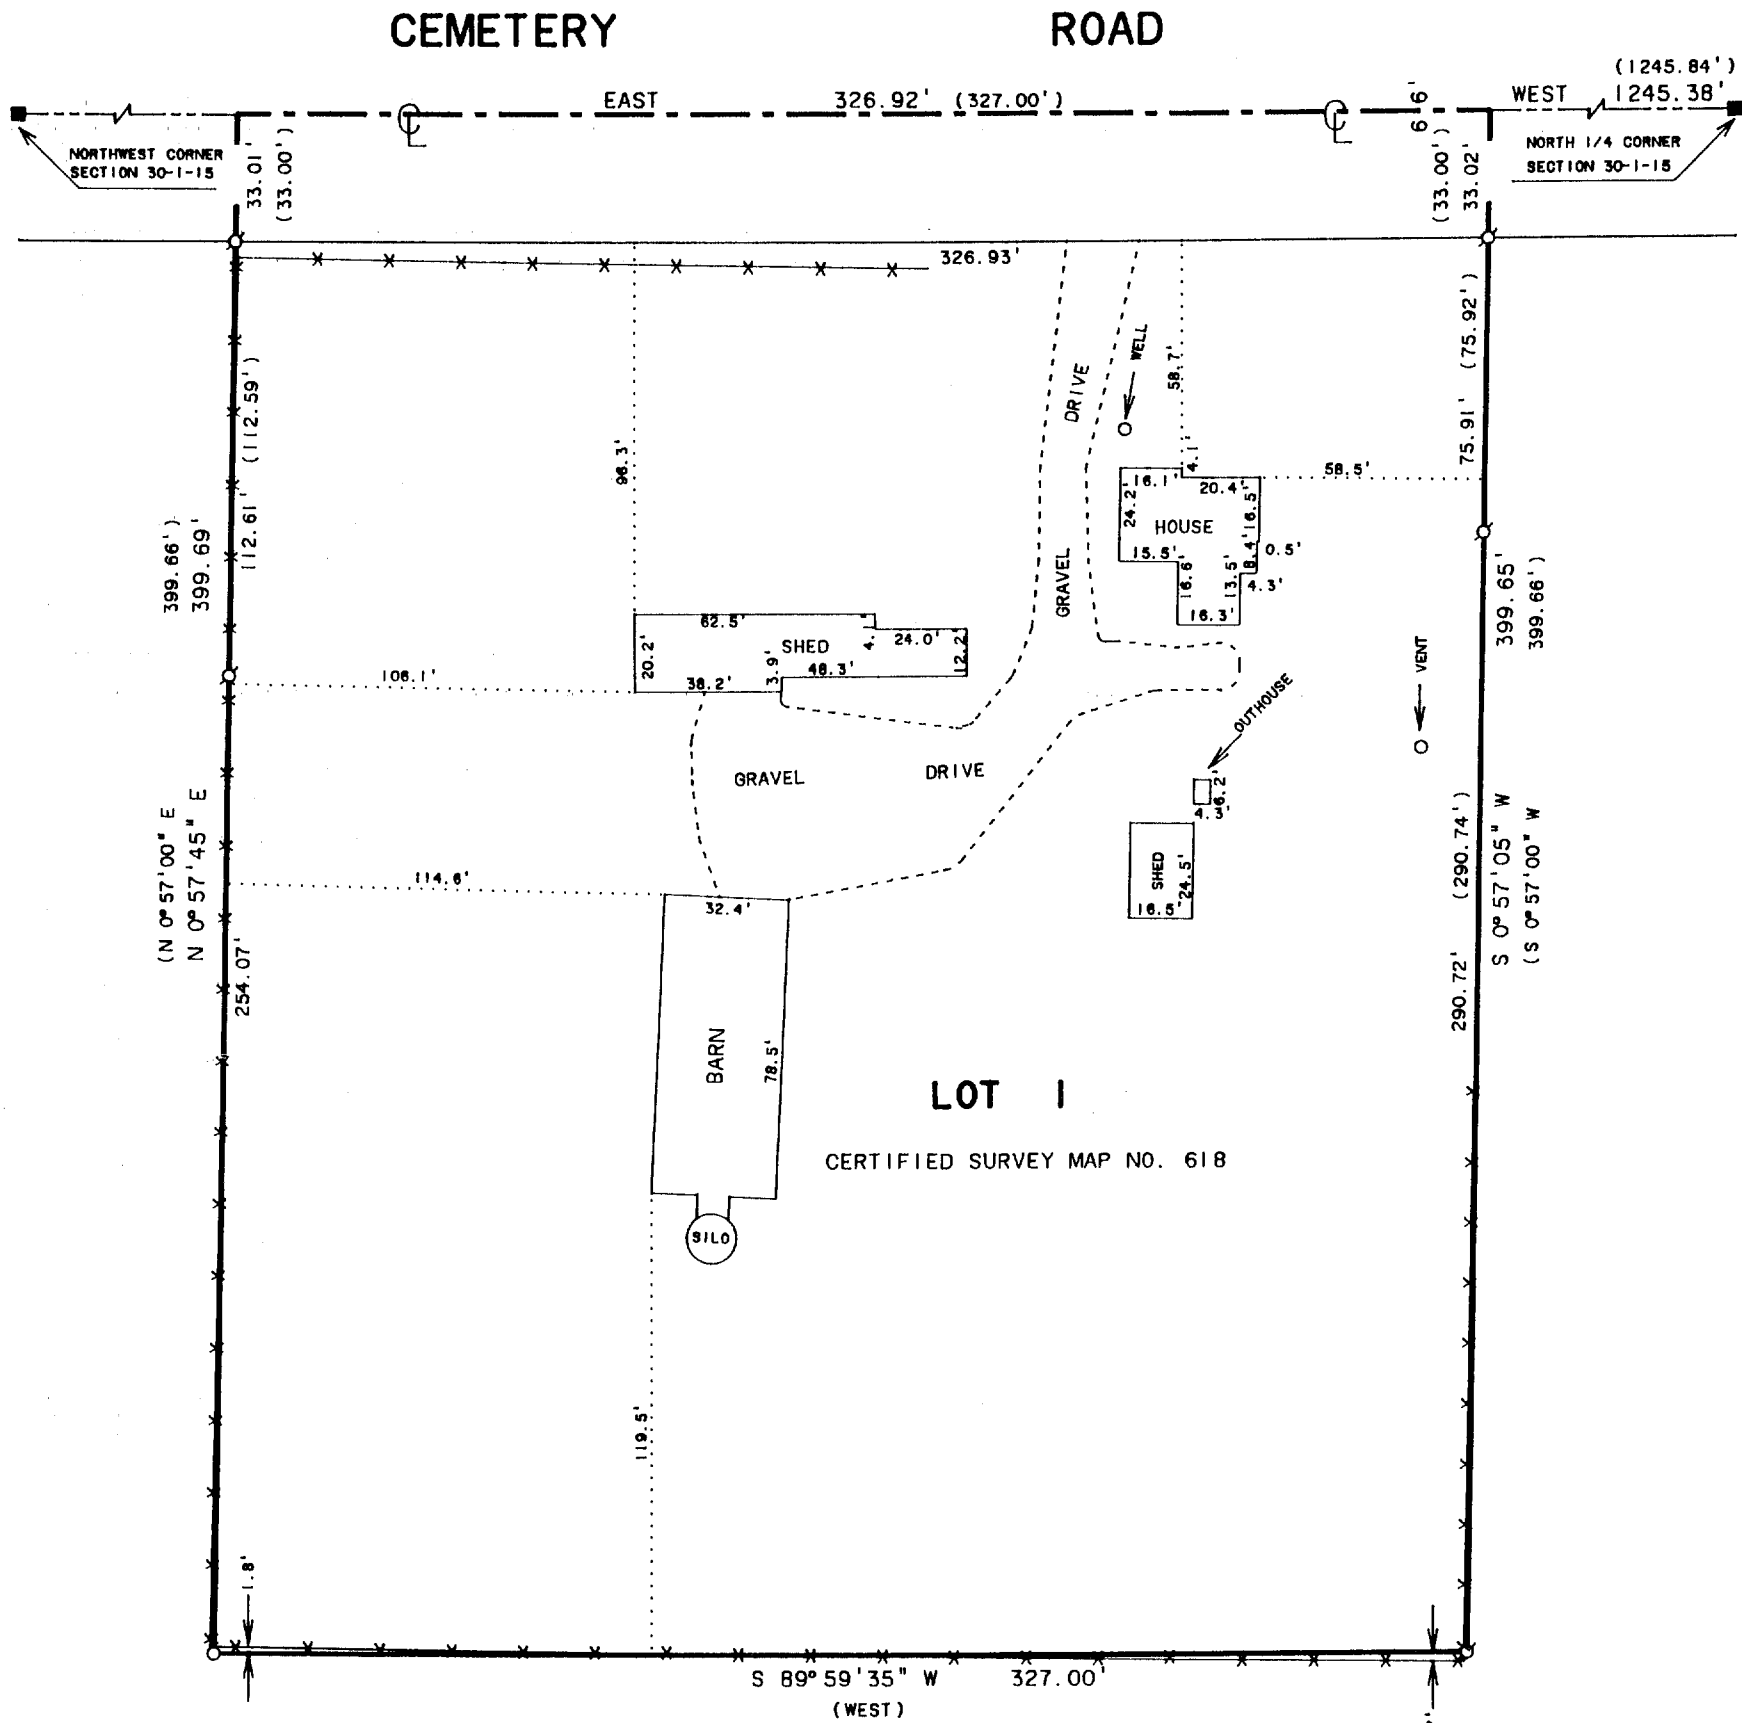 CEMETERY ROAD
(1245.84')
EAST 326.92' (327.00')
66'
WEST 1245.38'
NORTHWEST CORNER
SECTION 30-1-15
NORTH 1/4 CORNER
SECTION 30-1-15
33.01'
(33.00')
(33.00')
33.02'
326.93'
(112.59')
112.61'
399.66')
399.69'
(N 0°57'00" E
N 0°57'45" E
254.07'
96.3'
DRIVE
GRAVEL
WELL
58.7'
4.1'
58.5'
(75.92')
75.91'
16.1'
20.4'
24.2'
16.5'
HOUSE
15.5'
16.6'
13.5'
8.4'
0.5'
4.3'
16.3'
62.5'
20.2'
SHED
4.
24.0'
12.2'
3.9'
48.3'
38.2'
106.1'
399.65'
399.66')
VENT
OUTHOUSE
GRAVEL DRIVE
6.2'
4.3'
SHED
24.5'
16.5'
114.6'
32.4'
BARN
78.5'
(290.74')
290.72'
S 0°57'05" W
(S 0°57'00" W
LOT 1
CERTIFIED SURVEY MAP NO. 618
SILO
119.5'
1.8'
S 89°59'35" W 327.00'
(WEST)